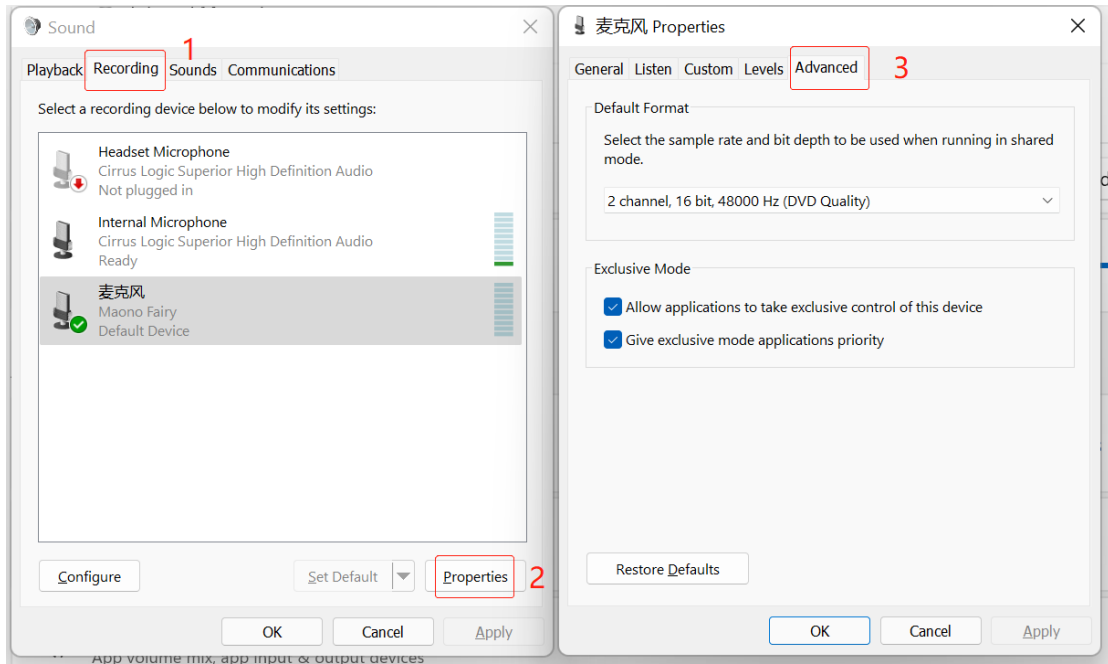 Sound
1
Playback Recording Sounds Communications
Select a recording device below to modify its settings:
Headset Microphone
Cirrus Logic Superior High Definition Audio
Not plugged in
Internal Microphone
Cirrus Logic Superior High Definition Audio
Ready
麦克风
Maono Fairy
Default Device
Configure
Set Default
Properties
2
OK
Cancel
Apply
App volume mix, app input & output devices
麦克风 Properties
General Listen Custom Levels Advanced
3
Default Format
Select the sample rate and bit depth to be used when running in shared
mode.
2 channel, 16 bit, 48000 Hz (DVD Quality)
Exclusive Mode
Allow applications to take exclusive control of this device
Give exclusive mode applications priority
Restore Defaults
OK
Cancel
Apply